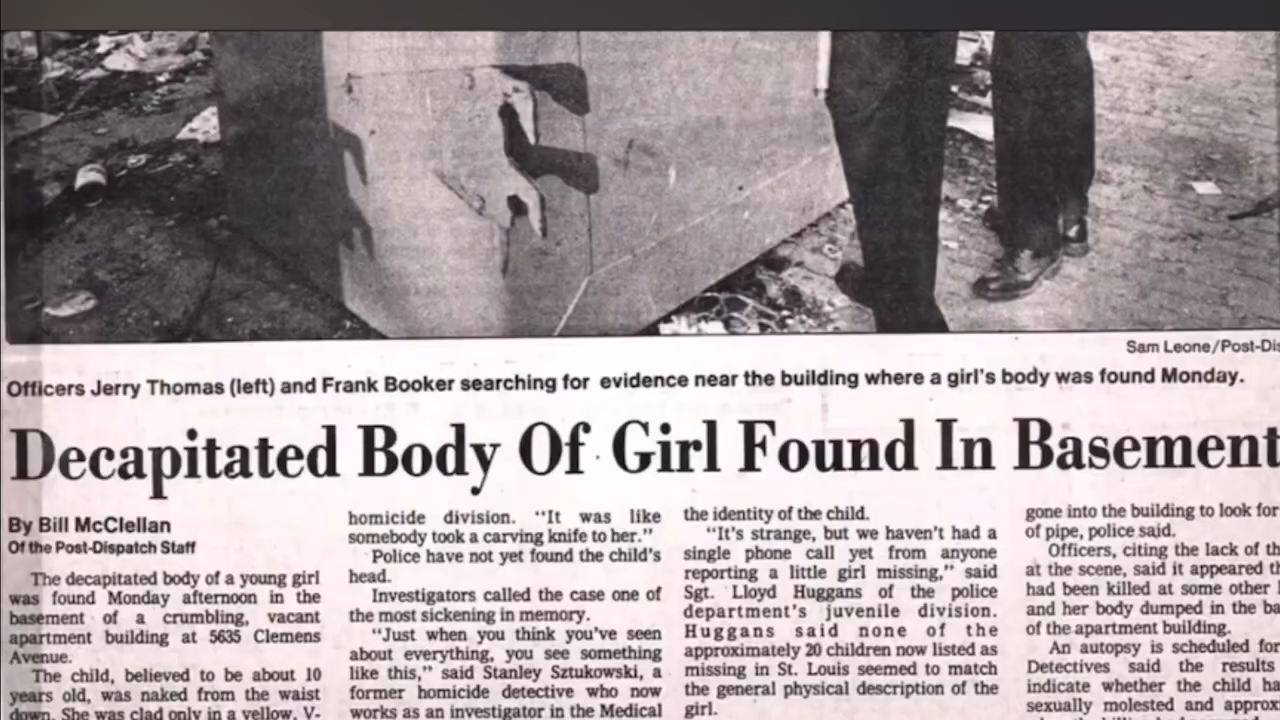 Sam Leone/Post-Dis
Officers Jerry Thomas (left) and Frank Booker searching for evidence near the building where a girl's body was found Monday.
Decapitated Body Of Girl Found In Basement
By Bill McClellan
Of the Post-Dispatch Staff
The decapitated body of a young girl
was found Monday afternoon in the
basement of a crumbling, vacant
apartment building at 5635 Clemens
Avenue.
The child, believed to be about 10
years old, was naked from the waist
down. She was clad only in a yellow, V-
homicide division. "It was like
somebody took a carving knife to her."
Police have not yet found the child's
head.
Investigators called the case one of
the most sickening in memory.
"Just when you think you've seen
about everything, you see something
like this," said Stanley Sztukowski, a
former homicide detective who now
works as an investigator in the Medical
the identity of the child.
"It's strange, but we haven't had a
single phone call yet from anyone
reporting a little girl missing," said
Sgt. Lloyd Huggans of the police
department's juvenile division.
Huggans said none of the
approximately 20 children now listed as
missing in St. Louis seemed to match
the general physical description of the
girl.
gone into the building to look for
of pipe, police said.
Officers, citing the lack of th
at the scene, said it appeared th
had been killed at some other
and her body dumped in the ba
of the apartment building.
An autopsy is scheduled for
Detectives said the results
indicate whether the child ha
sexually molested and approx